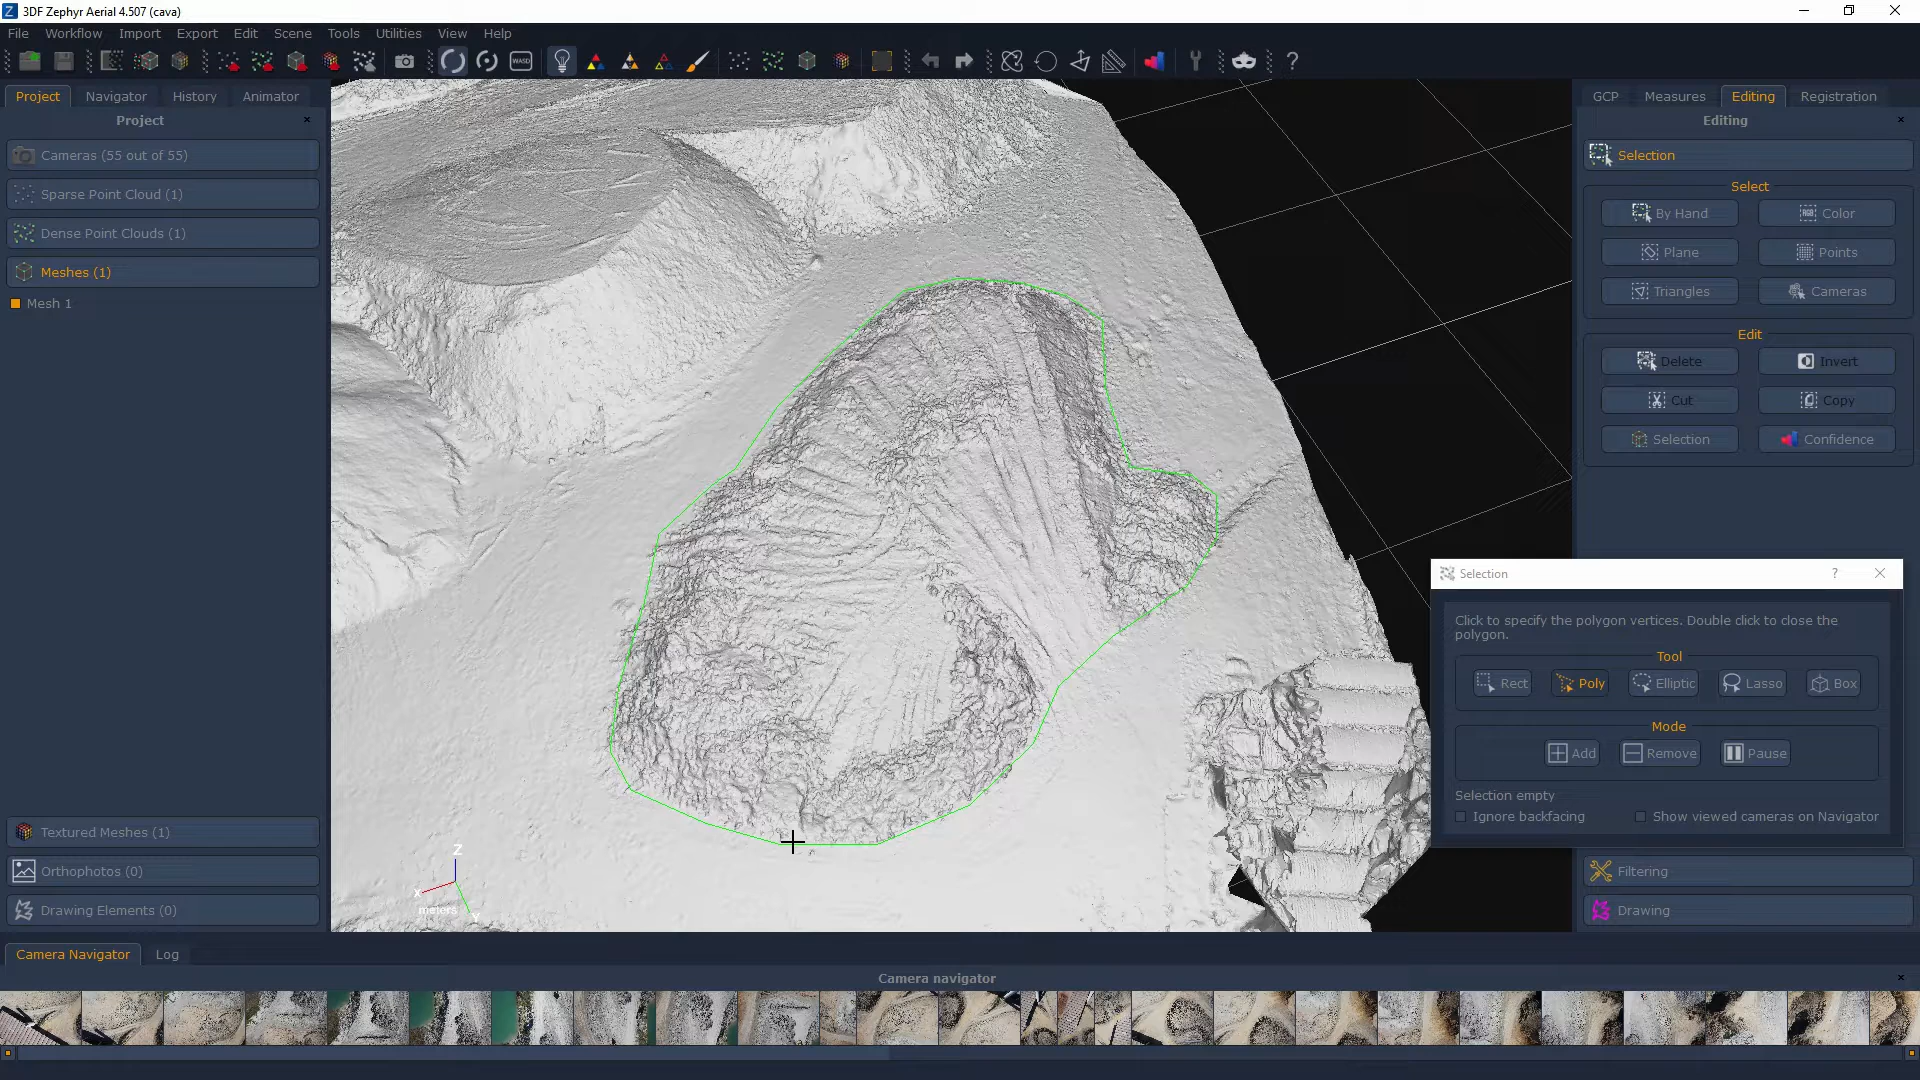 3DF Zephyr Aerial 4.507 (cava)
File Workflow Import Export Edit Scene Tools Utilities View Help
WASD
Project Navigator History Animator
Project
Cameras (55 out of 55)
Sparse Point Cloud (1)
Dense Point Clouds (1)
Meshes (1)
Mesh 1
Textured Meshes (1)
Orthophotos (0)
Drawing Elements (0)
Z
X
meters
Y
GCP Measures Editing Registration
Editing
Selection
Select
By Hand Color
Plane Points
Triangles Cameras
Edit
Delete Invert
Cut Copy
Selection Confidence
Selection
Click to specify the polygon vertices. Double click to close the
polygon.
Tool
Rect Poly Elliptic Lasso Box
Mode
Add Remove Pause
Selection empty
Ignore backfacing Show viewed cameras on Navigator
Filtering
Drawing
Camera Navigator Log
Camera navigator